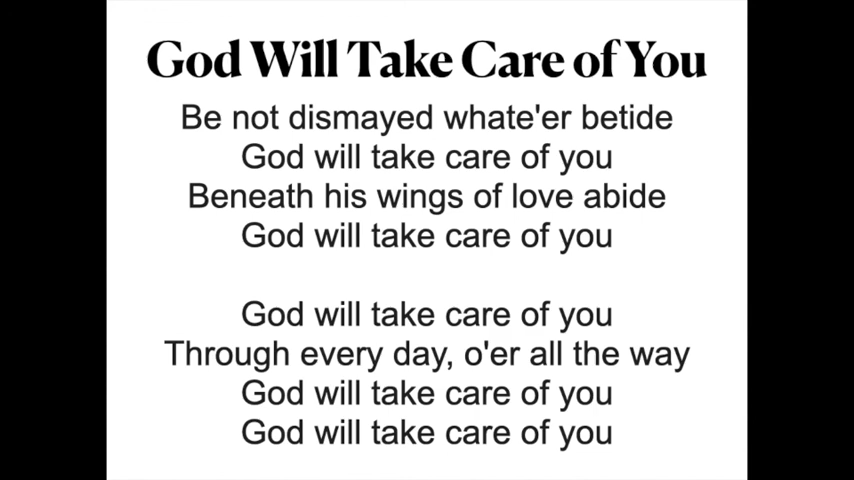 God Will Take Care of You
Be not dismayed whate'er betide
God will take care of you
Beneath his wings of love abide
God will take care of you
God will take care of you
Through every day, o'er all the way
God will take care of you
God will take care of you